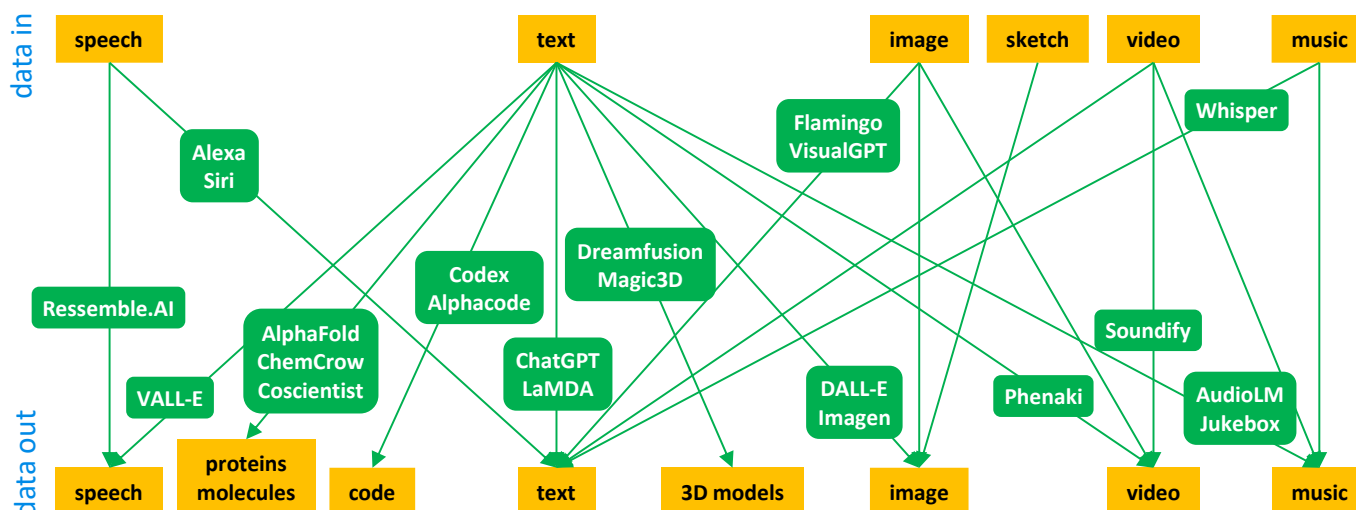 data in
speech
text
image
sketch
video
music
Whisper
Flamingo
VisualGPT
Alexa
Siri
Dreamfusion
Magic3D
Codex
Alphacode
Ressemble.AI
Soundify
AlphaFold
ChemCrow
Coscientist
ChatGPT
LaMDA
VALL-E
DALL-E
Imagen
Phenaki
AudioLM
Jukebox
data out
speech
proteins
molecules
code
text
3D models
image
video
music